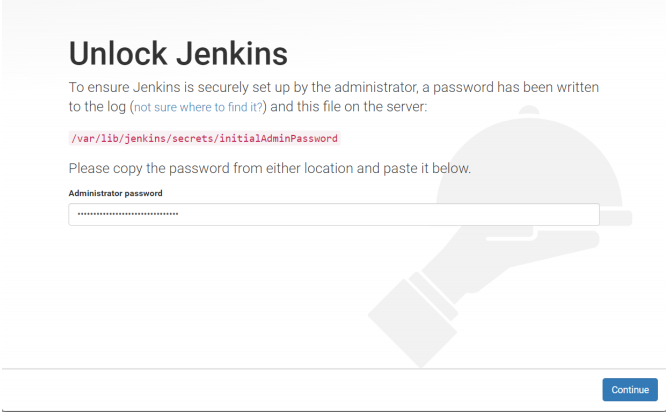 Unlock Jenkins
To ensure Jenkins is securely set up by the administrator, a password has been written
to the log (not sure where to find it?) and this file on the server:
/var/lib/jenkins/secrets/initialAdminPassword
Please copy the password from either location and paste it below.
Administrator password
••••••••••••••••••••••••••••••••
Continue